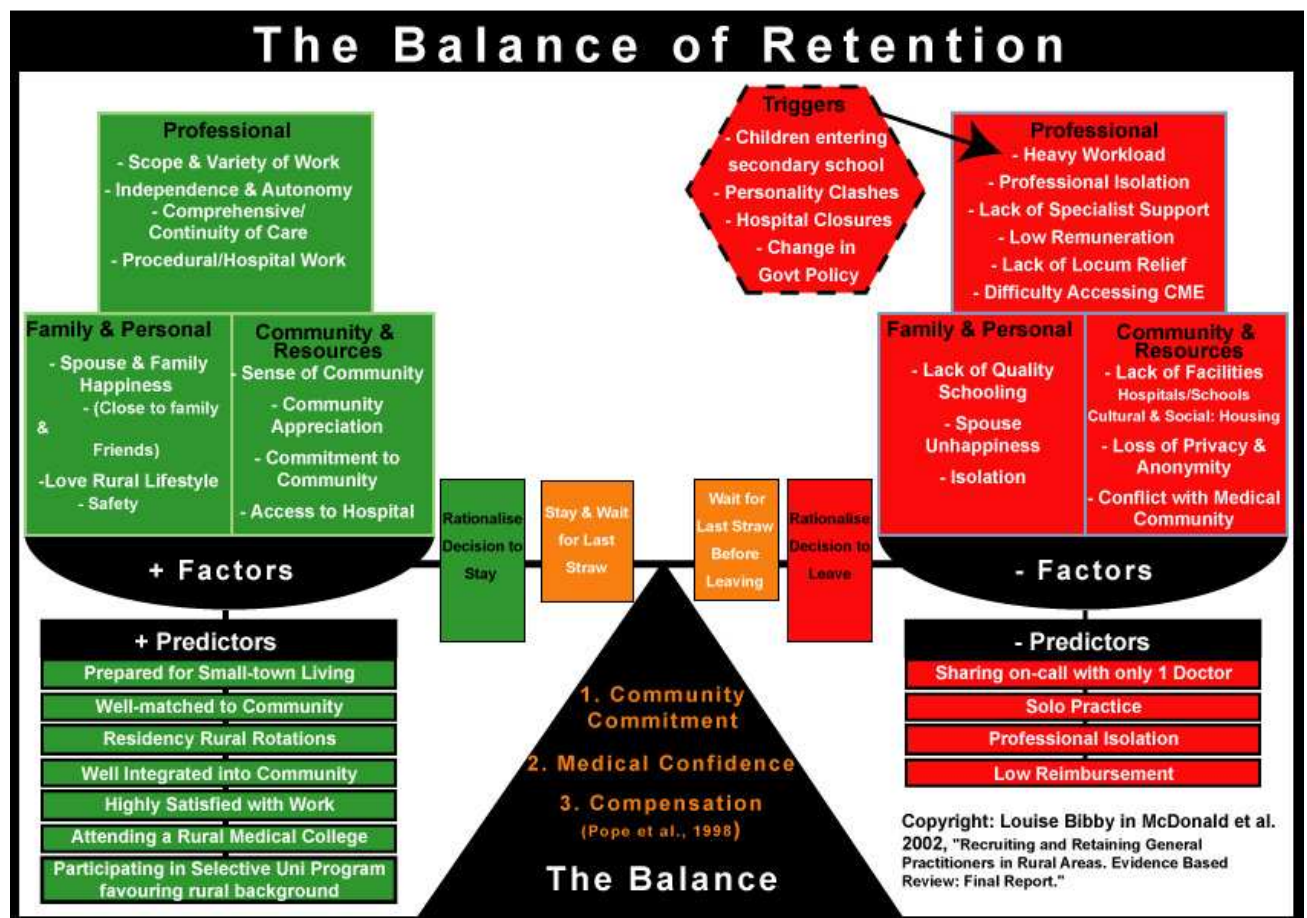 The Balance of Retention
Professional
- Scope & Variety of Work
- Independence & Autonomy
- Comprehensive/
Continuity of Care
- Procedural/Hospital Work
Family & Personal
- Spouse & Family
Happiness
- (Close to family
&
Friends)
-Love Rural Lifestyle
- Safety
Community &
Resources
- Sense of Community
- Community
Appreciation
- Commitment to
Community
- Access to Hospital
+ Factors
+ Predictors
Prepared for Small-town Living
Well-matched to Community
Residency Rural Rotations
Well Integrated into Community
Highly Satisfied with Work
Attending a Rural Medical College
Participating in Selective Uni Program
favouring rural background
Rationalise
Decision to
Stay
Stay & Wait
for Last
Straw
Wait for
Last Straw
Before
Leaving
Rationalise
Decision to
Leave
1. Community
Commitment
2. Medical Confidence
3. Compensation
(Pope et al., 1998)
The Balance
Triggers
- Children entering
secondary school
- Personality Clashes
- Hospital Closures
- Change in
Govt Policy
Professional
- Heavy Workload
- Professional Isolation
- Lack of Specialist Support
- Low Remuneration
- Lack of Locum Relief
- Difficulty Accessing CME
Family & Personal
- Lack of Quality
Schooling
- Spouse
Unhappiness
- Isolation
Community &
Resources
- Lack of Facilities
Hospitals/Schools
Cultural & Social: Housing
- Loss of Privacy &
Anonymity
- Conflict with Medical
Community
- Factors
- Predictors
Sharing on-call with only 1 Doctor
Solo Practice
Professional Isolation
Low Reimbursement
Copyright: Louise Bibby in McDonald et al.
2002, "Recruiting and Retaining General
Practitioners in Rural Areas. Evidence Based
Review: Final Report."